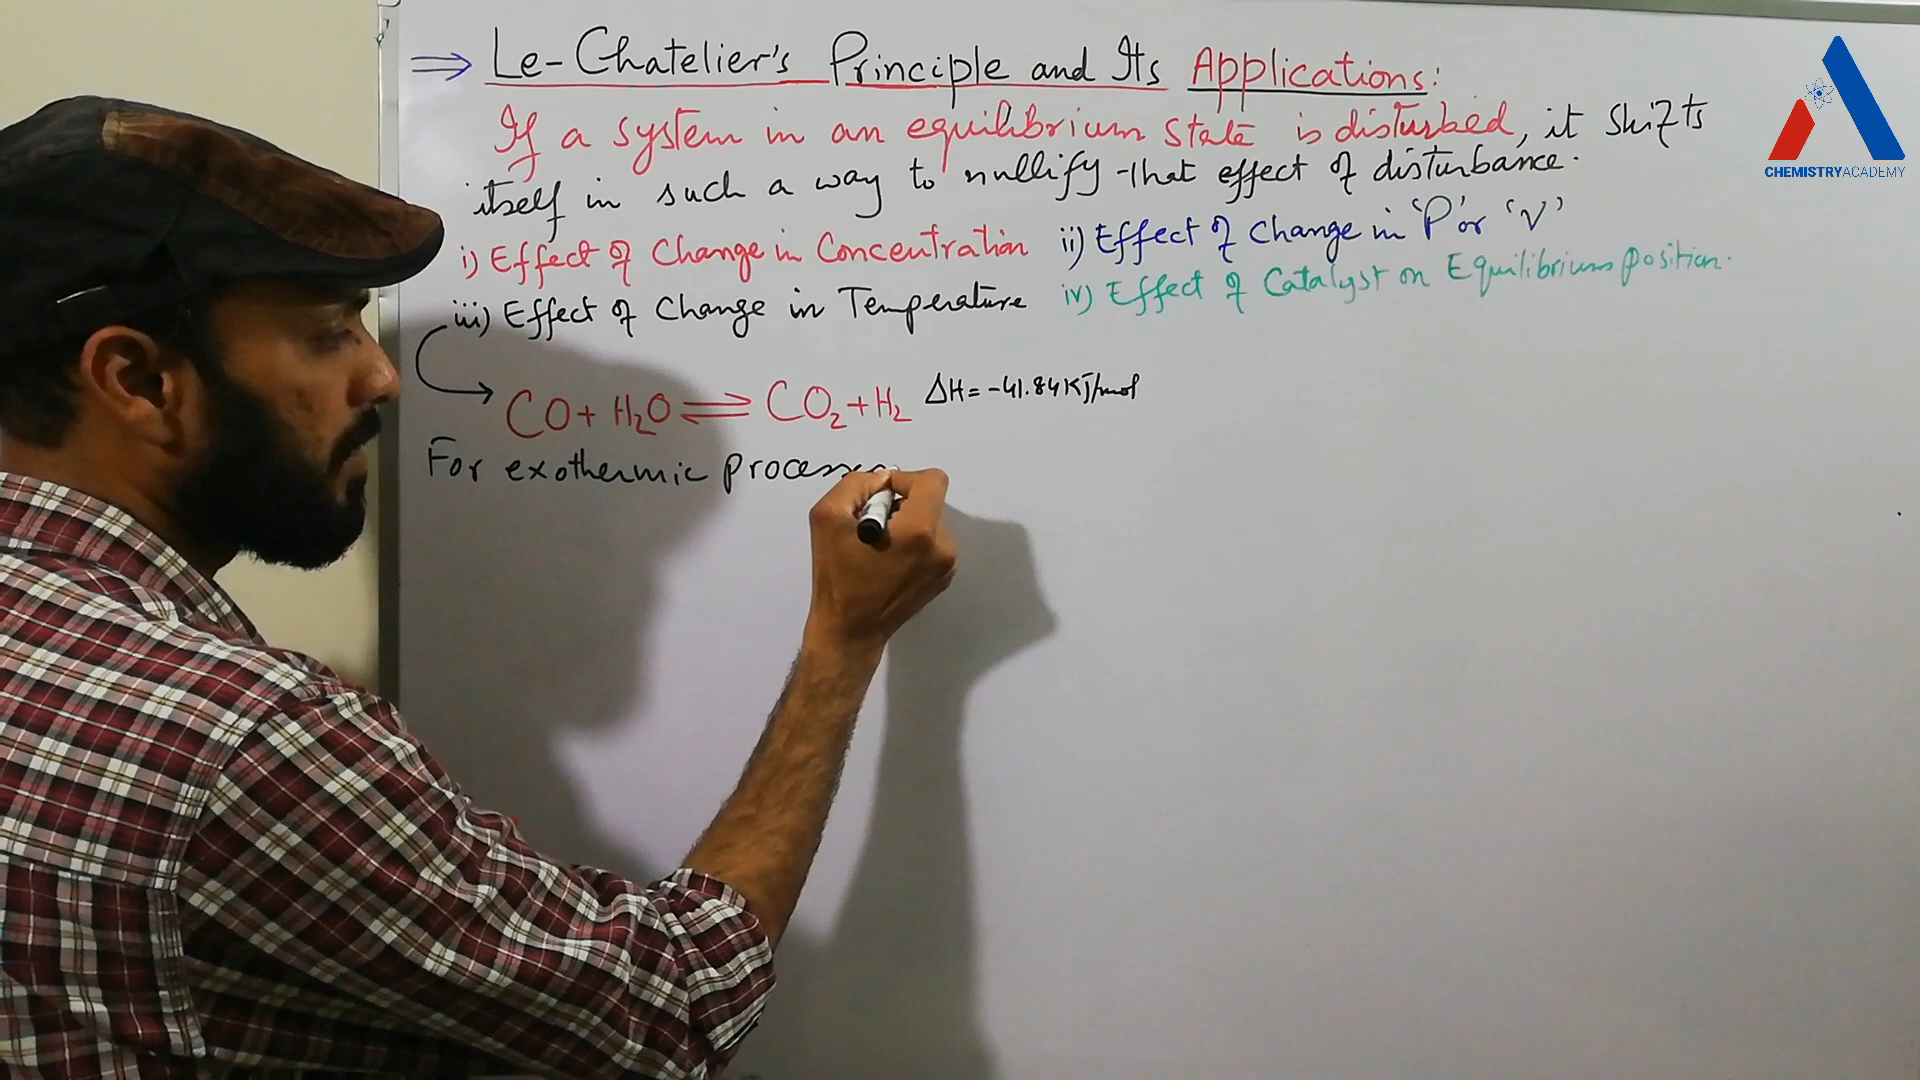 ⇒ Le-Chatelier's Principle and Its Applications:
If a system in an equilibrium state is disturbed, it shifts
itself in such a way to nullify that effect of disturbance.
i) Effect of Change in Concentration ii) Effect of Change in 'P' or 'V'
iii) Effect of Change in Temperature iv) Effect of Catalyst on Equilibrium position.
CO + H₂O ⇌ CO₂ + H₂ ΔH = -41.84 KJ/mol
For exothermic
CHEMISTRYACADEMY